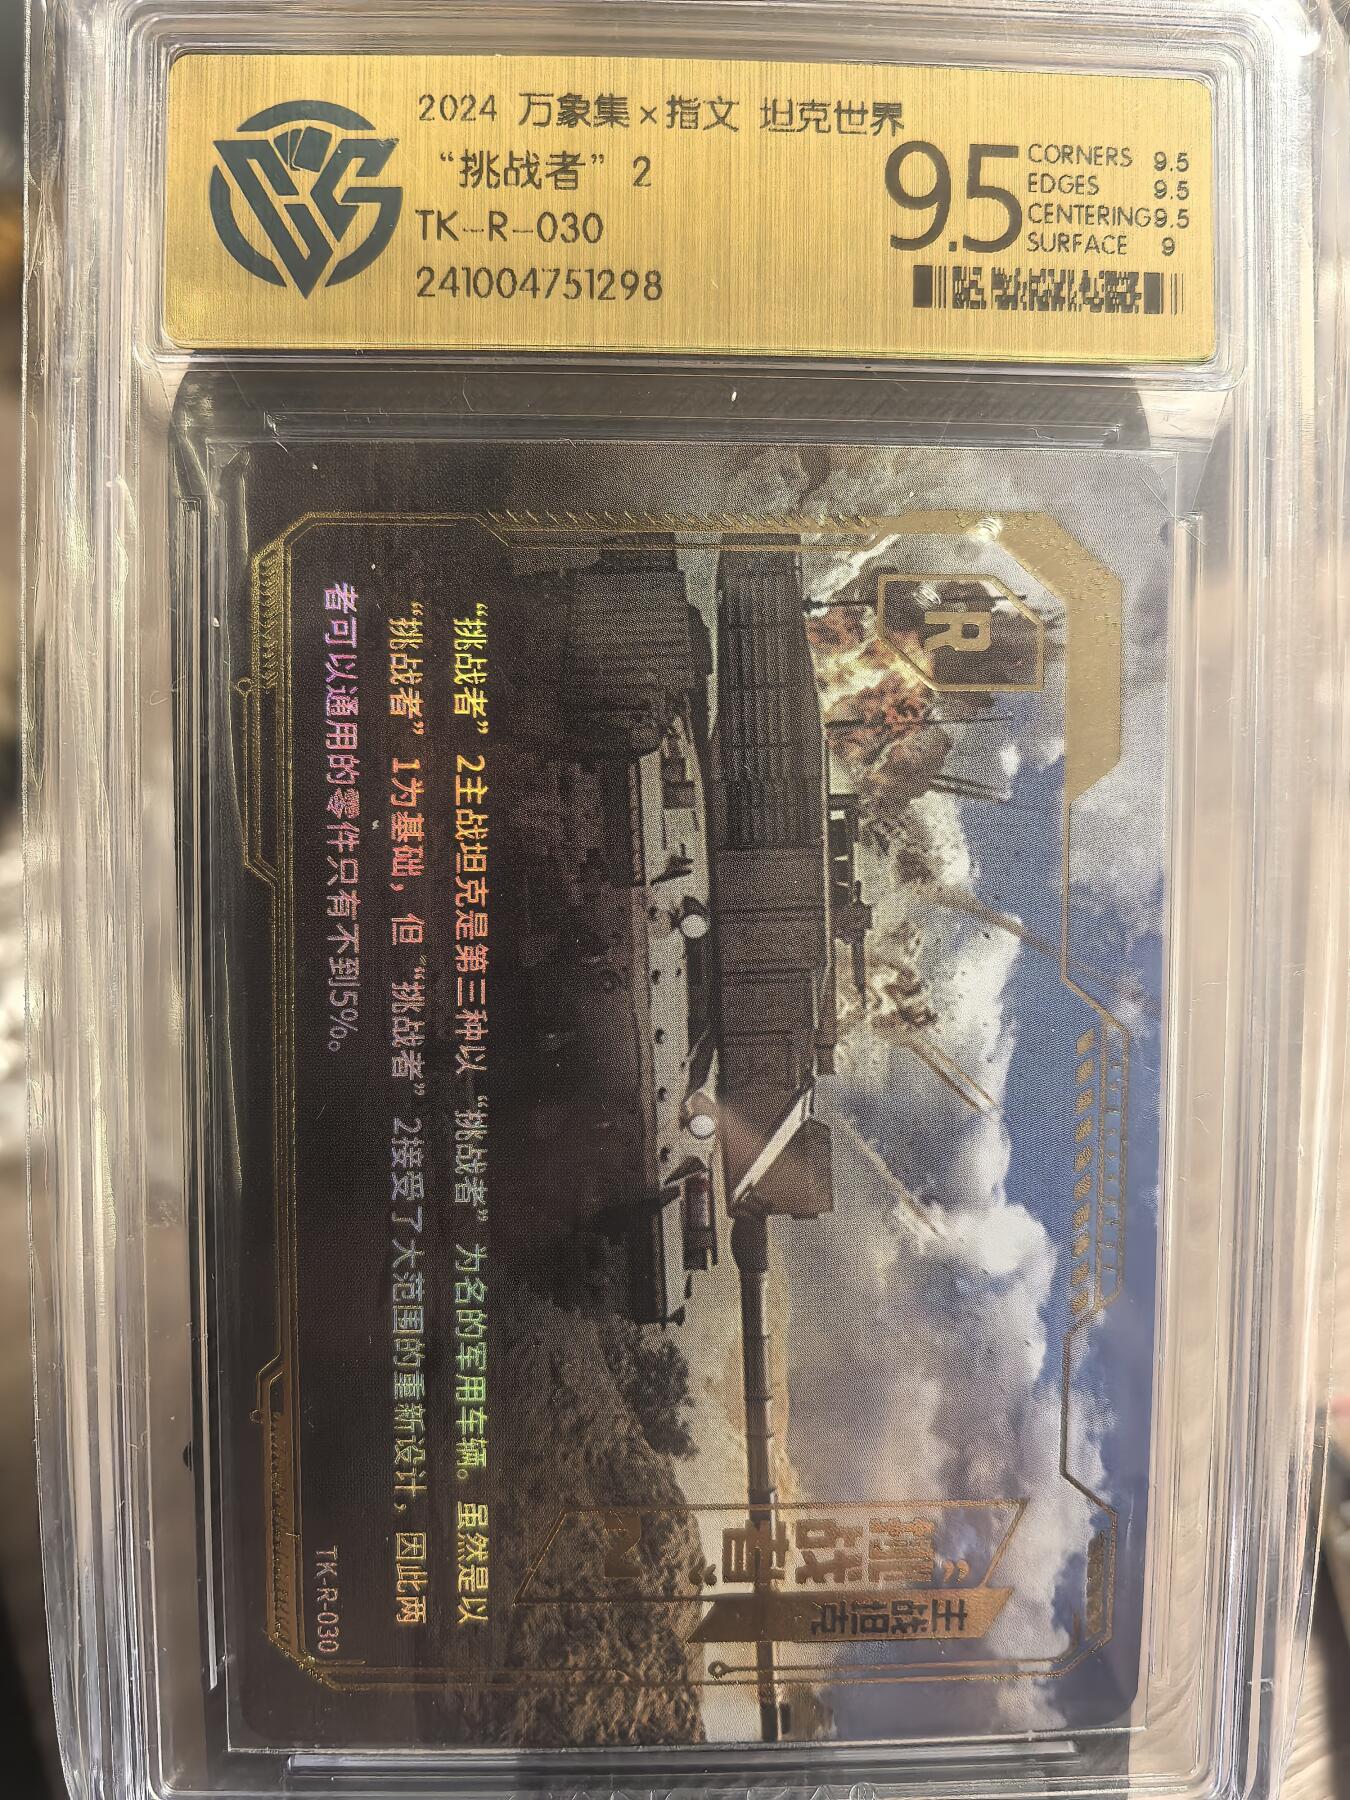 2024 万象集×指文 坦克世界
“挑战者” 2
TK-R-030
241004751298
9.5
CORNERS 9.5
EDGES 9.5
CENTERING 9.5
SURFACE 9
R
“挑战者” 2
主战坦克
“挑战者” 2主战坦克是第三种以 “挑战者” 为名的军用车辆。虽然是以
“挑战者” 1为基础，但 “挑战者” 2接受了大范围的重新设计，因此两
者可以通用的零件只有不到5%。
TK-R-030